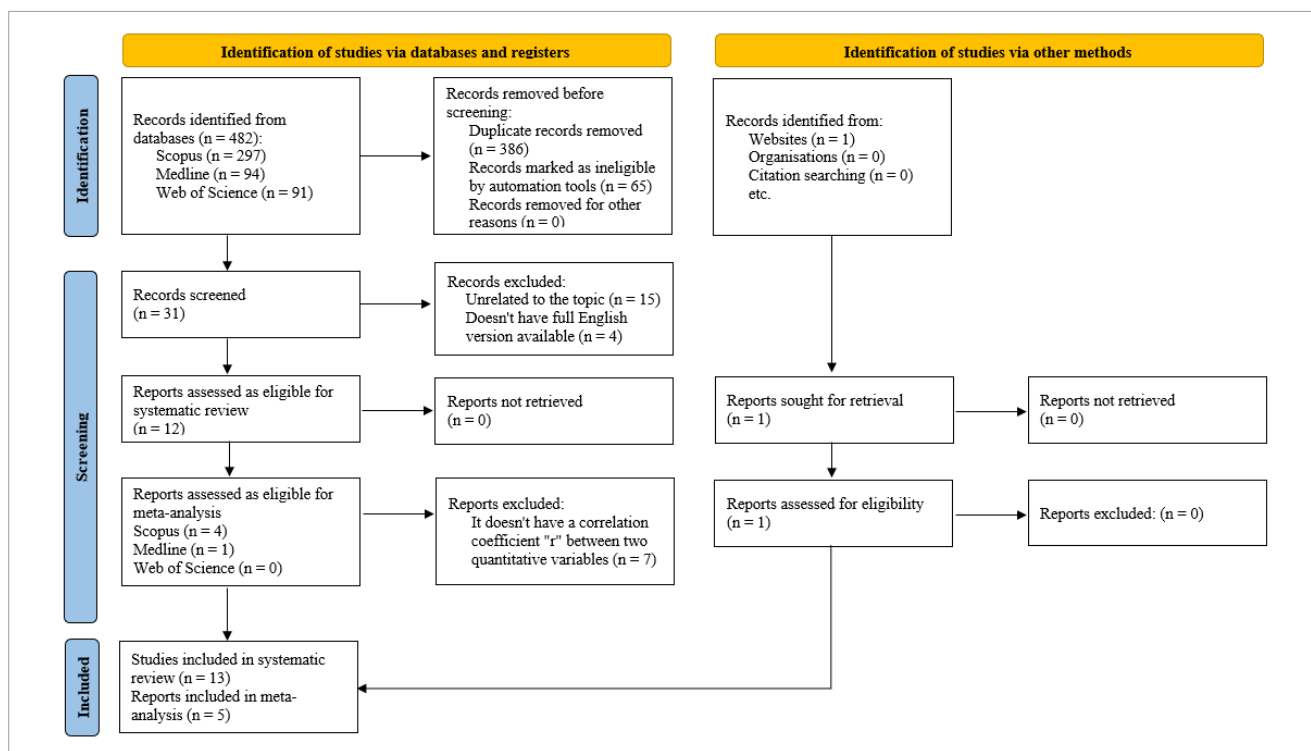 Identification of studies via databases and registers
Identification of studies via other methods
Identification
Records identified from
databases (n = 482):
Scopus (n = 297)
Medline (n = 94)
Web of Science (n = 91)
Records removed before
screening:
Duplicate records removed
(n = 386)
Records marked as ineligible
by automation tools (n = 65)
Records removed for other
reasons (n = 0)
Records identified from:
Websites (n = 1)
Organisations (n = 0)
Citation searching (n = 0)
etc.
Screening
Records screened
(n = 31)
Records excluded:
Unrelated to the topic (n = 15)
Doesn't have full English
version available (n = 4)
Reports assessed as eligible for
systematic review
(n = 12)
Reports not retrieved
(n = 0)
Reports sought for retrieval
(n = 1)
Reports not retrieved
(n = 0)
Reports assessed as eligible for
meta-analysis
Scopus (n = 4)
Medline (n = 1)
Web of Science (n = 0)
Reports excluded:
It doesn't have a correlation
coefficient "r" between two
quantitative variables (n = 7)
Reports assessed for eligibility
(n = 1)
Reports excluded: (n = 0)
Included
Studies included in systematic
review (n = 13)
Reports included in meta-
analysis (n = 5)